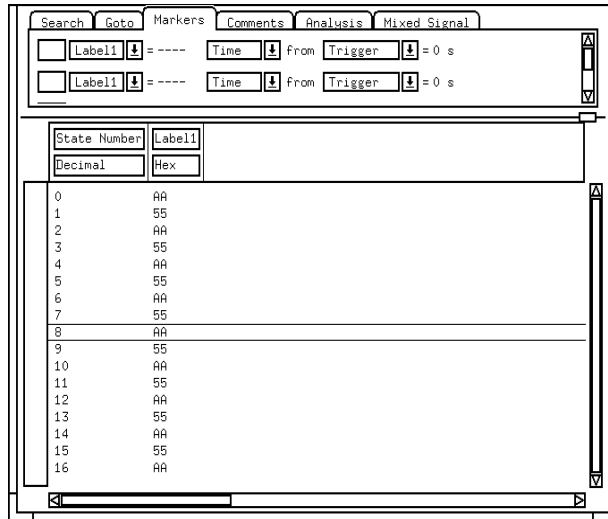 Search Goto Markers Comments Analysis Mixed Signal
Label1 = ---- Time from Trigger = 0 s
Label1 = ---- Time from Trigger = 0 s
State Number Label1
Decimal Hex
0 AA
1 55
2 AA
3 55
4 AA
5 55
6 AA
7 55
8 AA
9 55
10 AA
11 55
12 AA
13 55
14 AA
15 55
16 AA